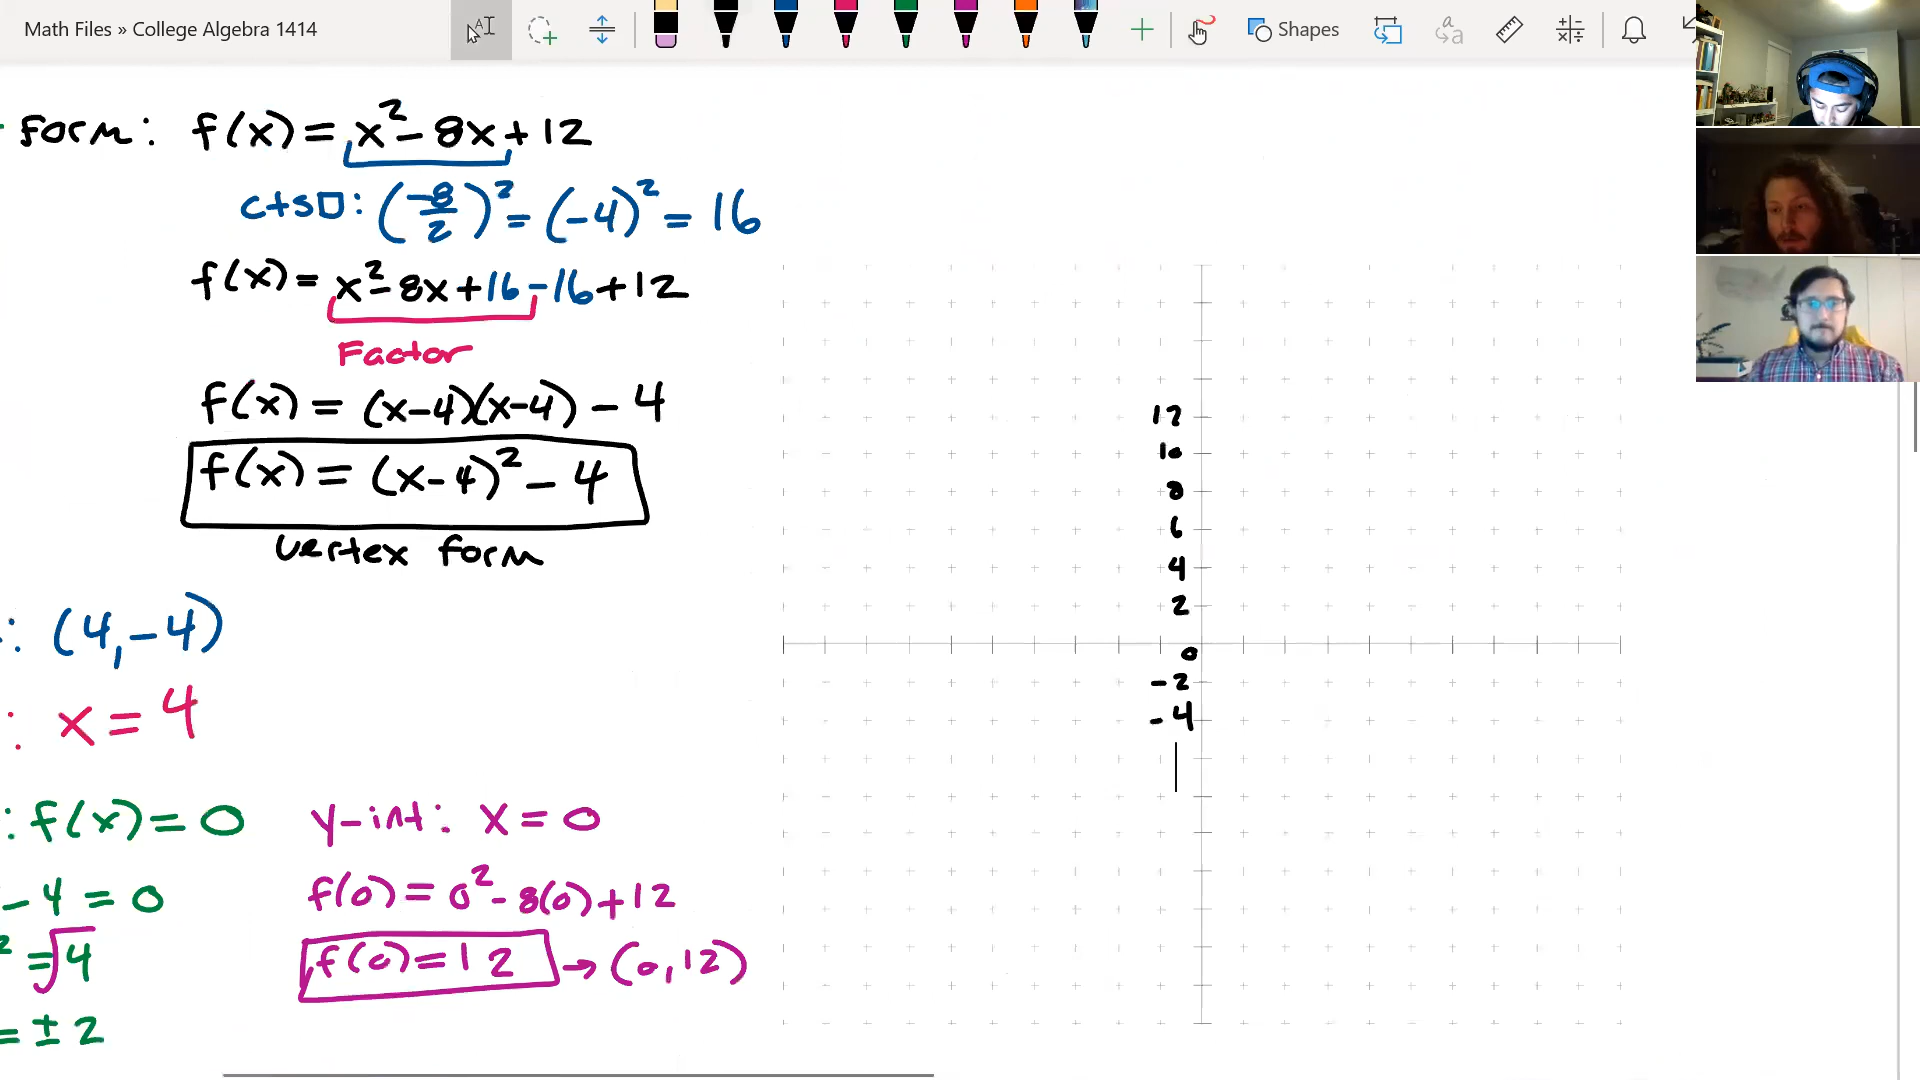 Math Files » College Algebra 1414
Shapes
form: f(x) = x² - 8x + 12
cts□: (-8/2)² = (-4)² = 16
f(x) = x² - 8x + 16 - 16 + 12
Factor
f(x) = (x-4)(x-4) - 4
f(x) = (x-4)² - 4
vertex form
: (4, -4)
: x = 4
: f(x) = 0
- 4 = 0
² = √4
= ± 2
y-int: x = 0
f(0) = 0² - 8(0) + 12
f(0) = 12 → (0, 12)
12
10
8
6
4
2
0
-2
-4